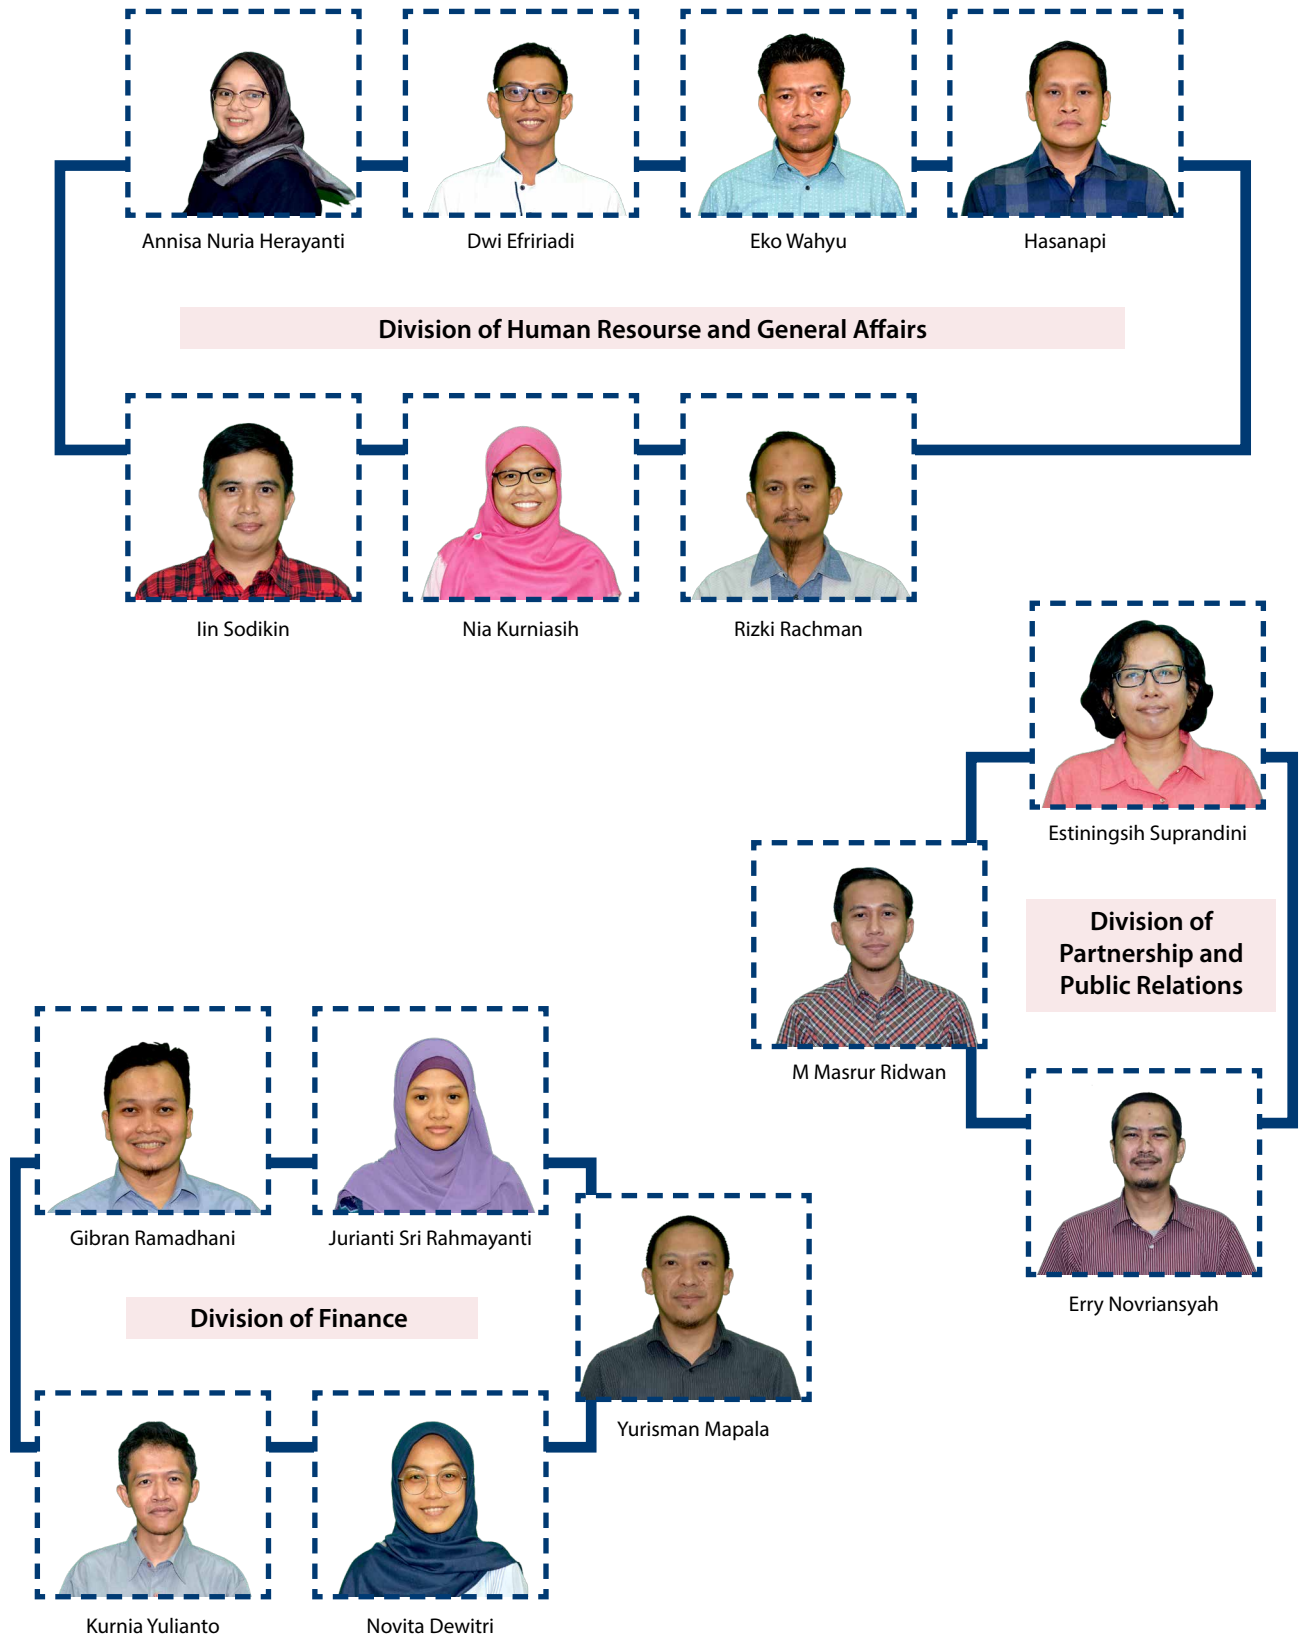 Annisa Nuria Herayanti
Dwi Efririadi
Eko Wahyu
Hasanapi
Division of Human Resourse and General Affairs
Iin Sodikin
Nia Kurniasih
Rizki Rachman
Estiningsih Suprandini
Division of
Partnership and
Public Relations
M Masrur Ridwan
Erry Novriansyah
Gibran Ramadhani
Jurianti Sri Rahmayanti
Division of Finance
Yurisman Mapala
Kurnia Yulianto
Novita Dewitri